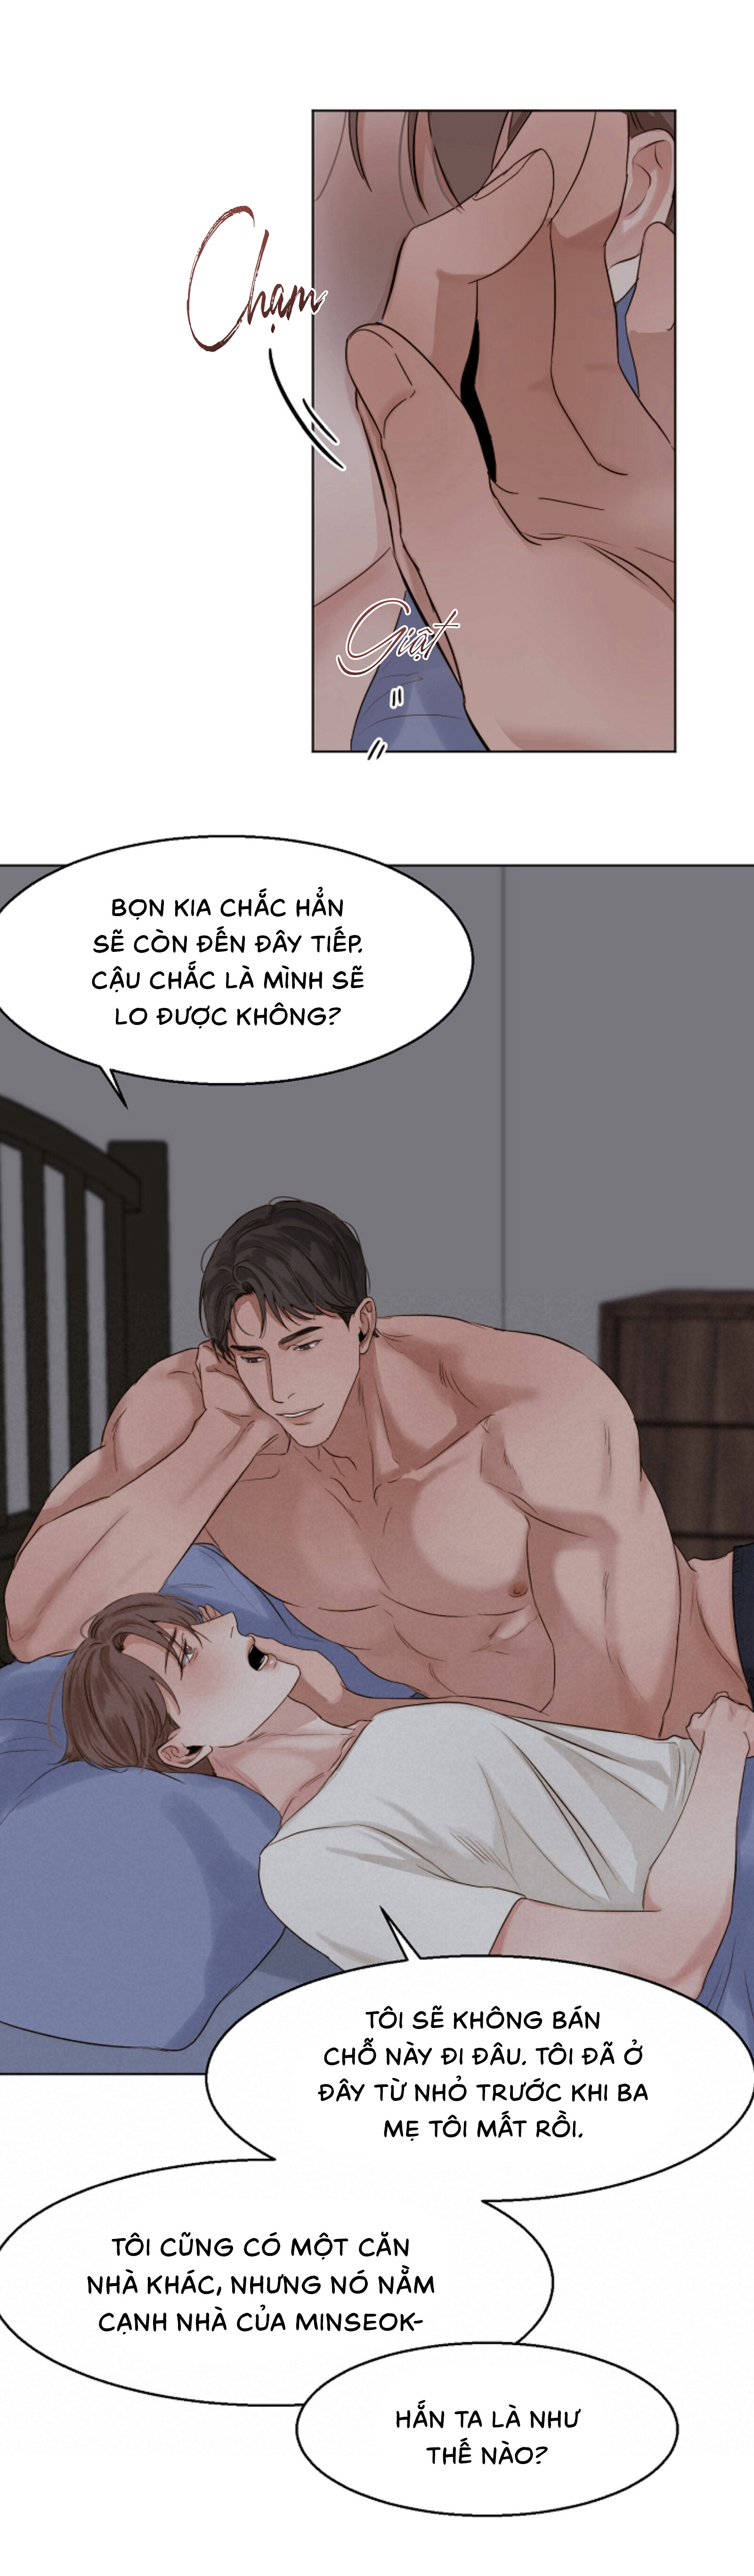 Chạm
Giật
BỌN KIA CHẮC HẲN
SẼ CÒN ĐẾN ĐÂY TIẾP.
CẬU CHẮC LÀ MÌNH SẼ
LO ĐƯỢC KHÔNG?
TÔI SẼ KHÔNG BÁN
CHỖ NÀY ĐI ĐÂU. TÔI ĐÃ Ở
ĐÂY TỪ NHỎ TRƯỚC KHI BA
MẸ TÔI MẤT RỒI.
TÔI CŨNG CÓ MỘT CĂN
NHÀ KHÁC, NHƯNG NÓ NẰM
CẠNH NHÀ CỦA MINSEOK-
HẮN TA LÀ NHƯ
THẾ NÀO?